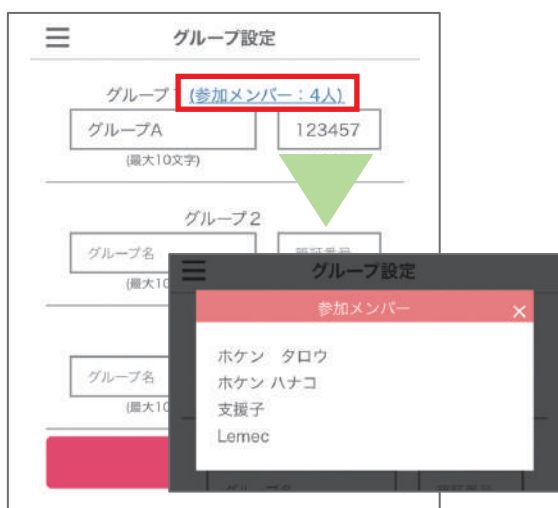 グループ設定
グループ1 (参加メンバー：4人)
グループA
123457
(最大10文字)
グループ2
グループ名
認証番号
(最大10
グループ設定
参加メンバー ×
ホケン　タロウ
ホケン ハナコ
支援子
Lemec
グループ名
(最大10